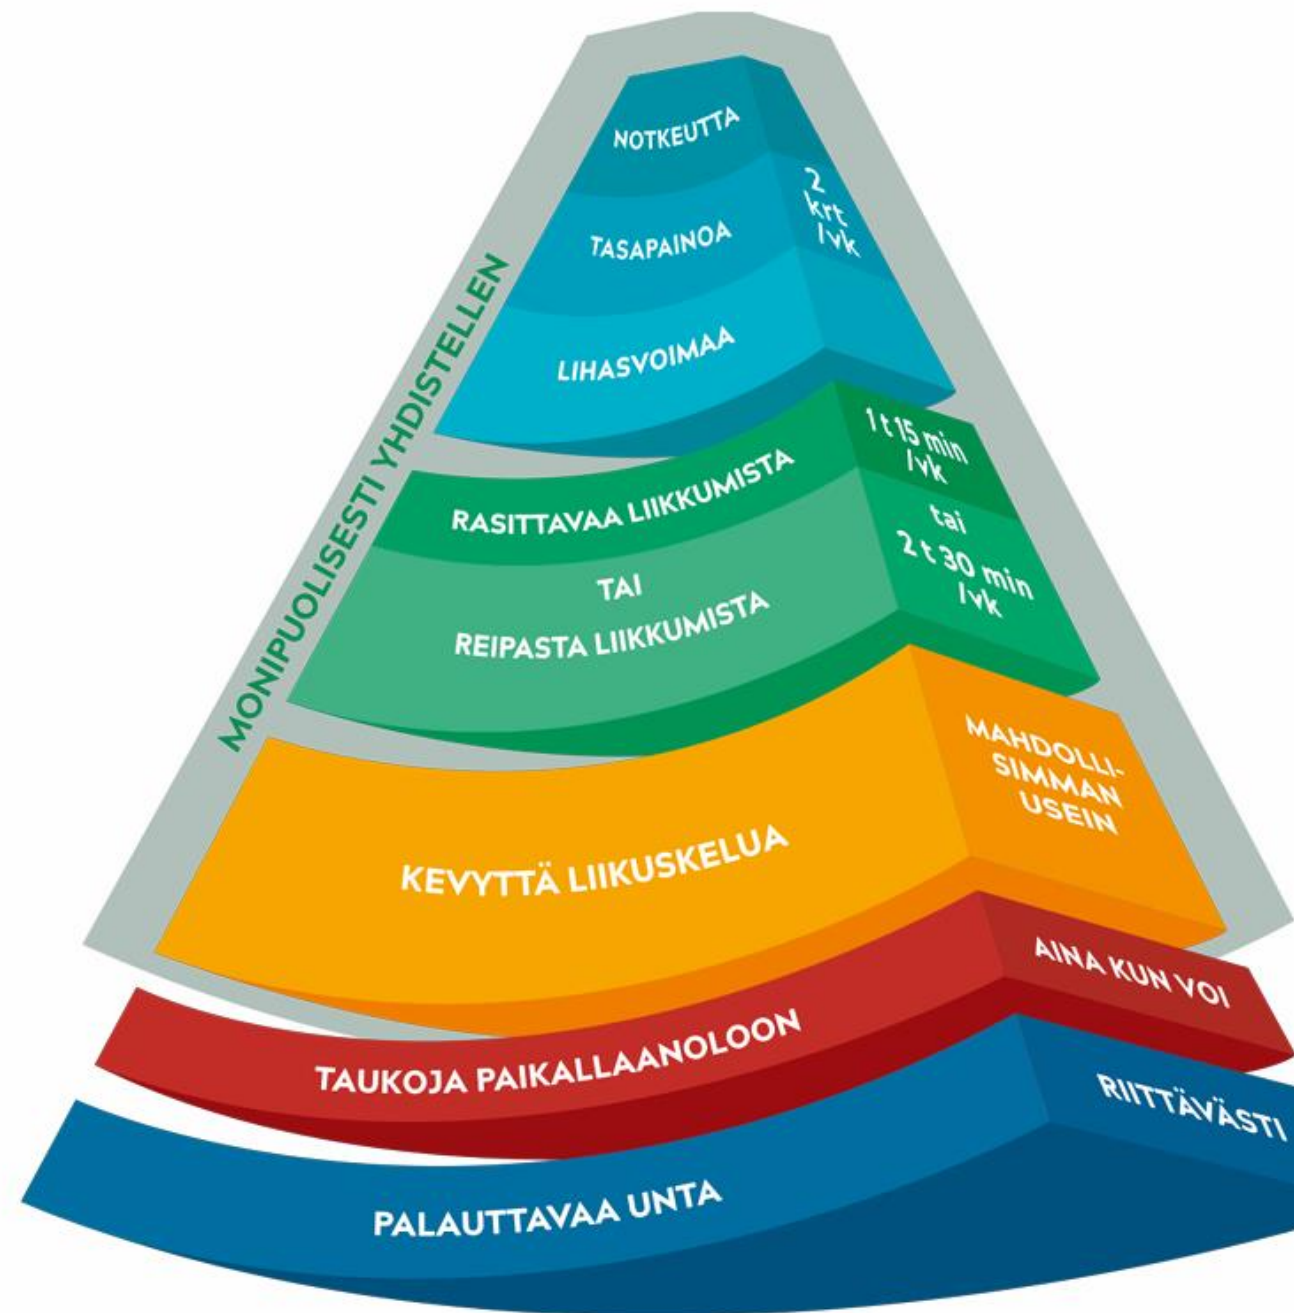 NOTKEUTTA
TASAPAINOA
LIHASVOIMAA
2
krt
/vk
MONIPUOLISESTI YHDISTELLEN
RASITTAVAA LIIKKUMISTA
1 t 15 min
/vk
TAI
REIPASTA LIIKKUMISTA
tai
2 t 30 min
/vk
KEVYTTÄ LIIKUSKELUA
MAHDOLLI-
SIMMAN
USEIN
TAUKOJA PAIKALLAANOLOON
AINA KUN VOI
PALAUTTAVAA UNTA
RIITTÄVÄSTI